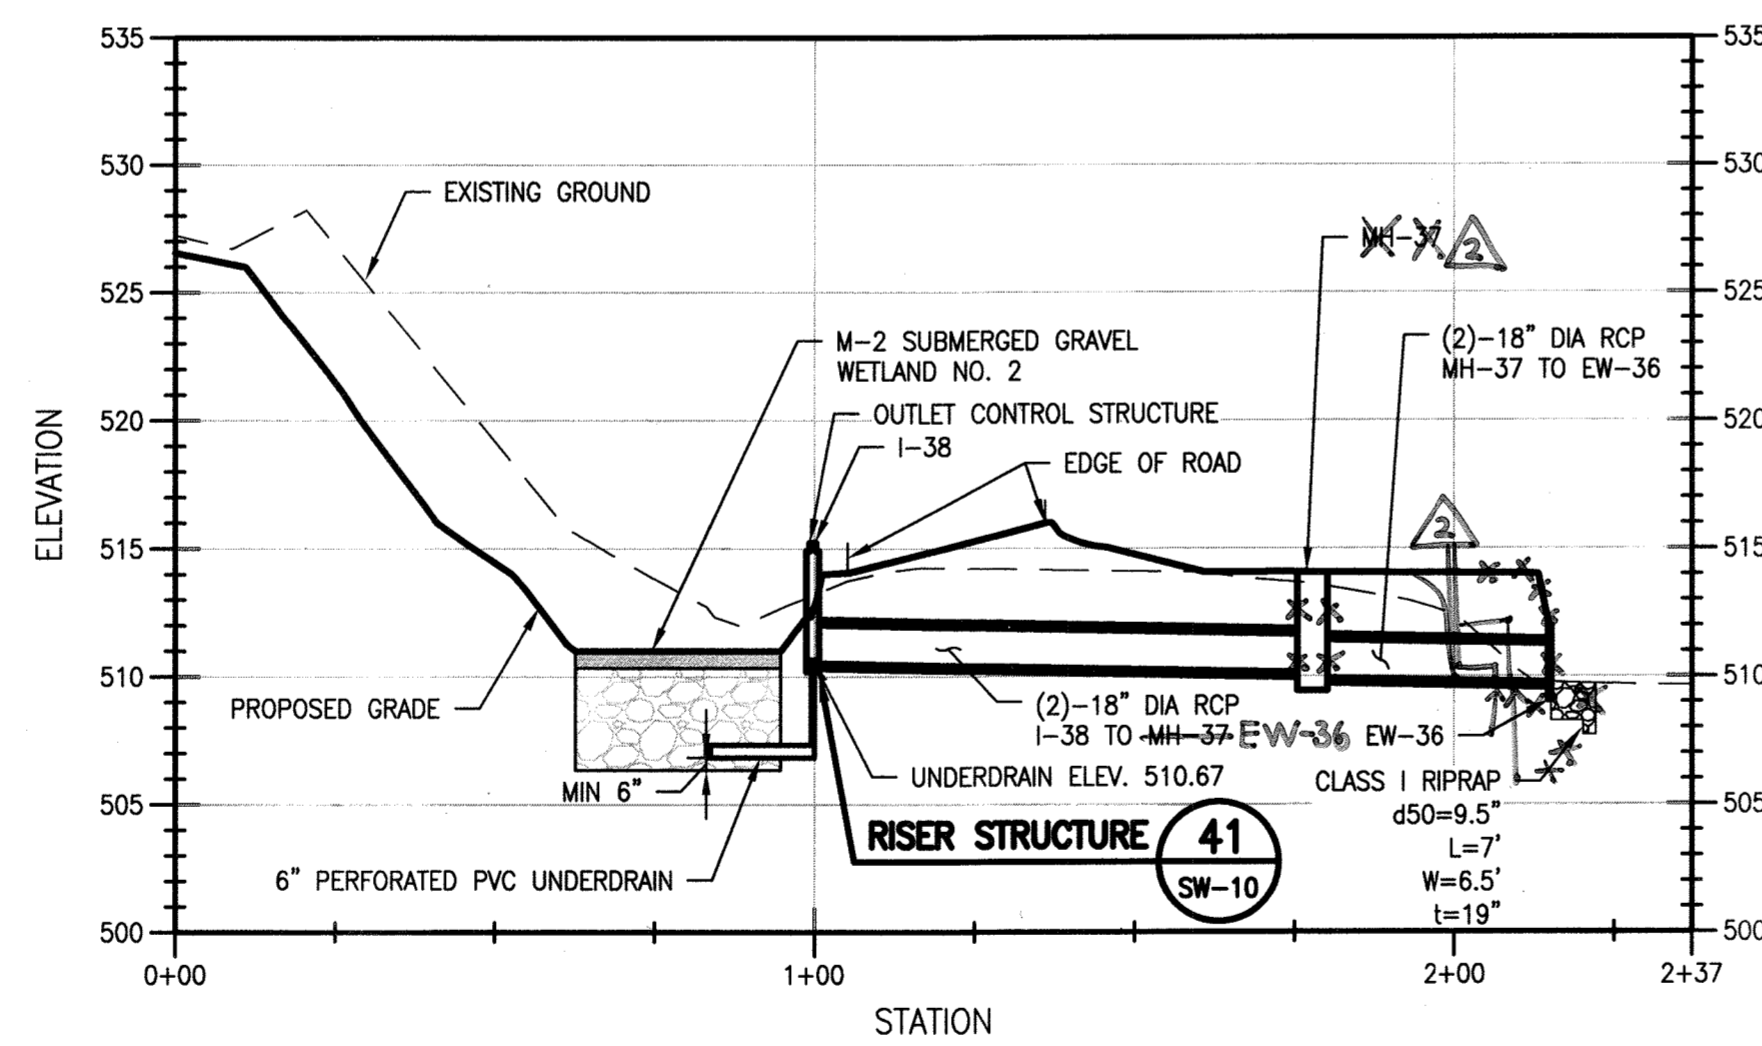 535
530
525
520
515
510
505
500
ELEVATION
EXISTING GROUND
M-2 SUBMERGED GRAVEL
WETLAND NO. 2
OUTLET CONTROL STRUCTURE
I-38
EDGE OF ROAD
MH-37
2
(2)-18" DIA RCP
MH-37 TO EW-36
2
PROPOSED GRADE
(2)-18" DIA RCP
I-38 TO MH-37 EW-36
EW-36
UNDERDRAIN ELEV. 510.67
MIN 6"
6" PERFORATED PVC UNDERDRAIN
RISER STRUCTURE
41
SW-10
CLASS I RIPRAP
d50=9.5"
L=7'
W=6.5'
t=19"
535
530
525
520
515
510
505
500
0+00
1+00
2+00
2+37
STATION